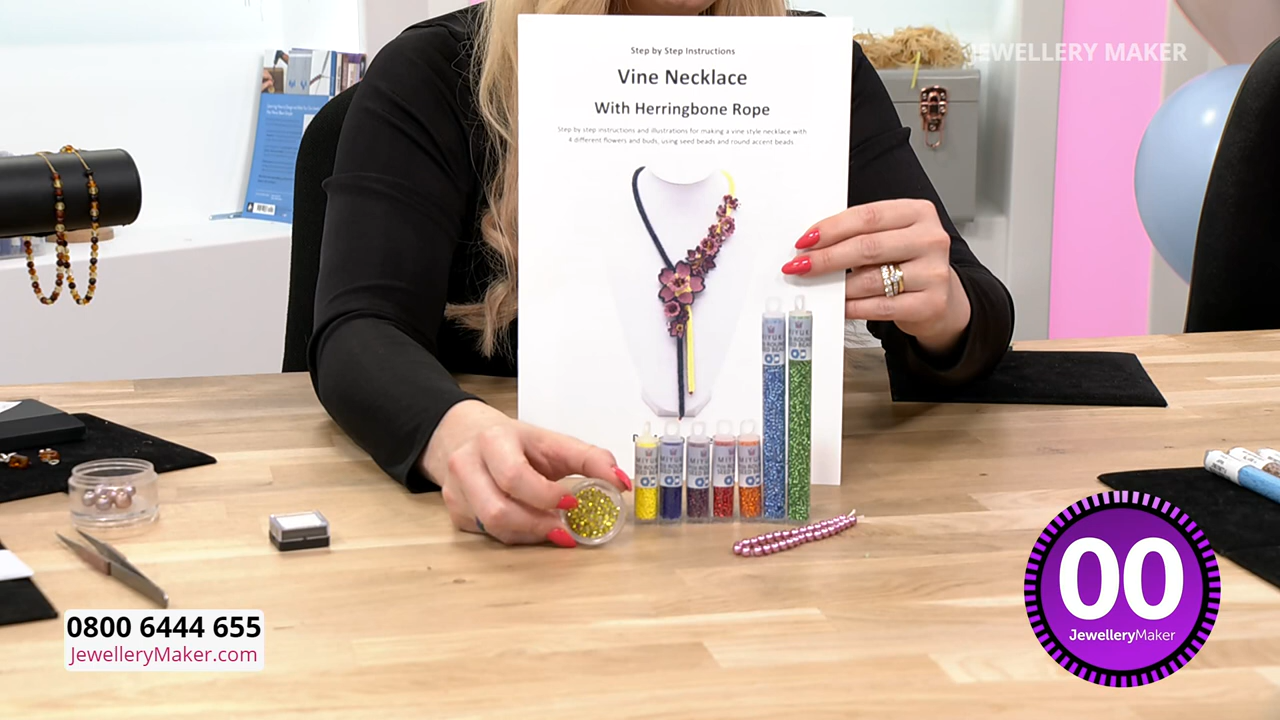 JEWELLERY MAKER
Step by Step Instructions
Vine Necklace
With Herringbone Rope
Step by step instructions and illustrations for making a vine style necklace with
4 different flowers and buds, using seed beads and round accent beads
00
JewelleryMaker
0800 6444 655
JewelleryMaker.com